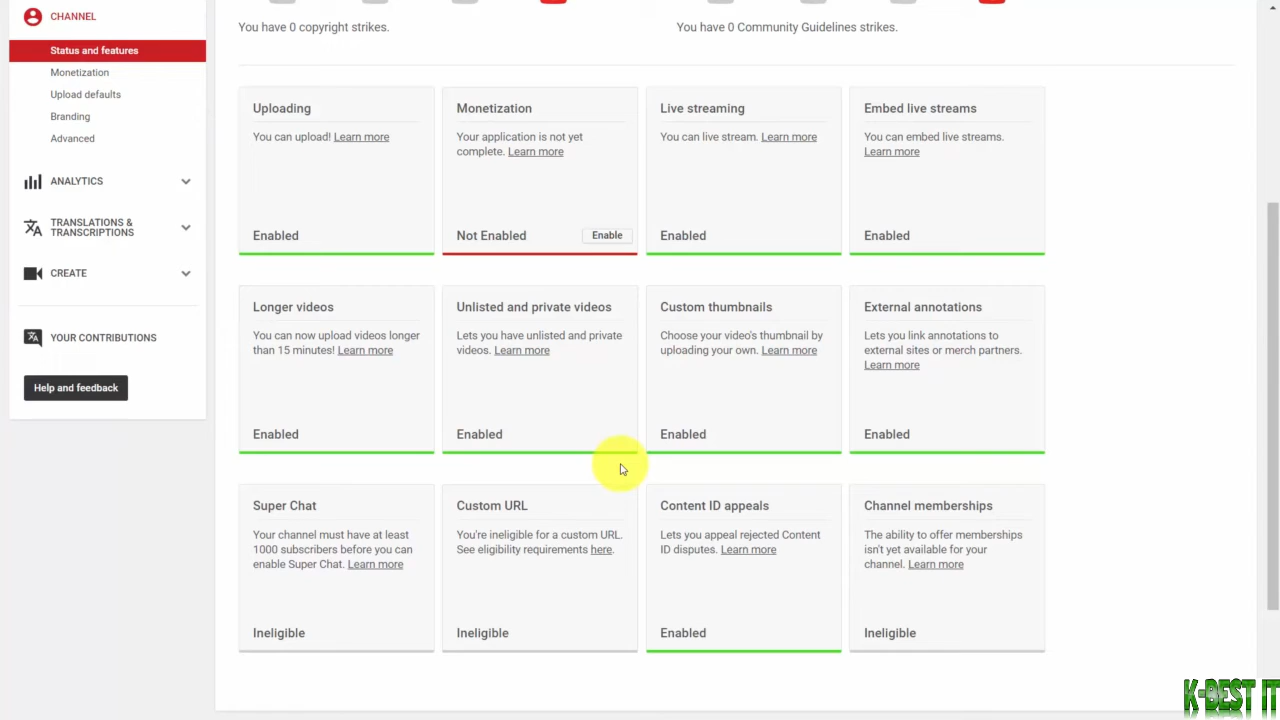 CHANNEL
Status and features
Monetization
Upload defaults
Branding
Advanced
ANALYTICS
TRANSLATIONS &
TRANSCRIPTIONS
CREATE
YOUR CONTRIBUTIONS
Help and feedback
You have 0 copyright strikes.
You have 0 Community Guidelines strikes.
Uploading
You can upload! Learn more
Enabled
Monetization
Your application is not yet
complete. Learn more
Not Enabled
Enable
Live streaming
You can live stream. Learn more
Enabled
Embed live streams
You can embed live streams.
Learn more
Enabled
Longer videos
You can now upload videos longer
than 15 minutes! Learn more
Enabled
Unlisted and private videos
Lets you have unlisted and private
videos. Learn more
Enabled
Custom thumbnails
Choose your video's thumbnail by
uploading your own. Learn more
Enabled
External annotations
Lets you link annotations to
external sites or merch partners.
Learn more
Enabled
Super Chat
Your channel must have at least
1000 subscribers before you can
enable Super Chat. Learn more
Ineligible
Custom URL
You're ineligible for a custom URL.
See eligibility requirements here.
Ineligible
Content ID appeals
Lets you appeal rejected Content
ID disputes. Learn more
Enabled
Channel memberships
The ability to offer memberships
isn't yet available for your
channel. Learn more
Ineligible
K-BEST IT